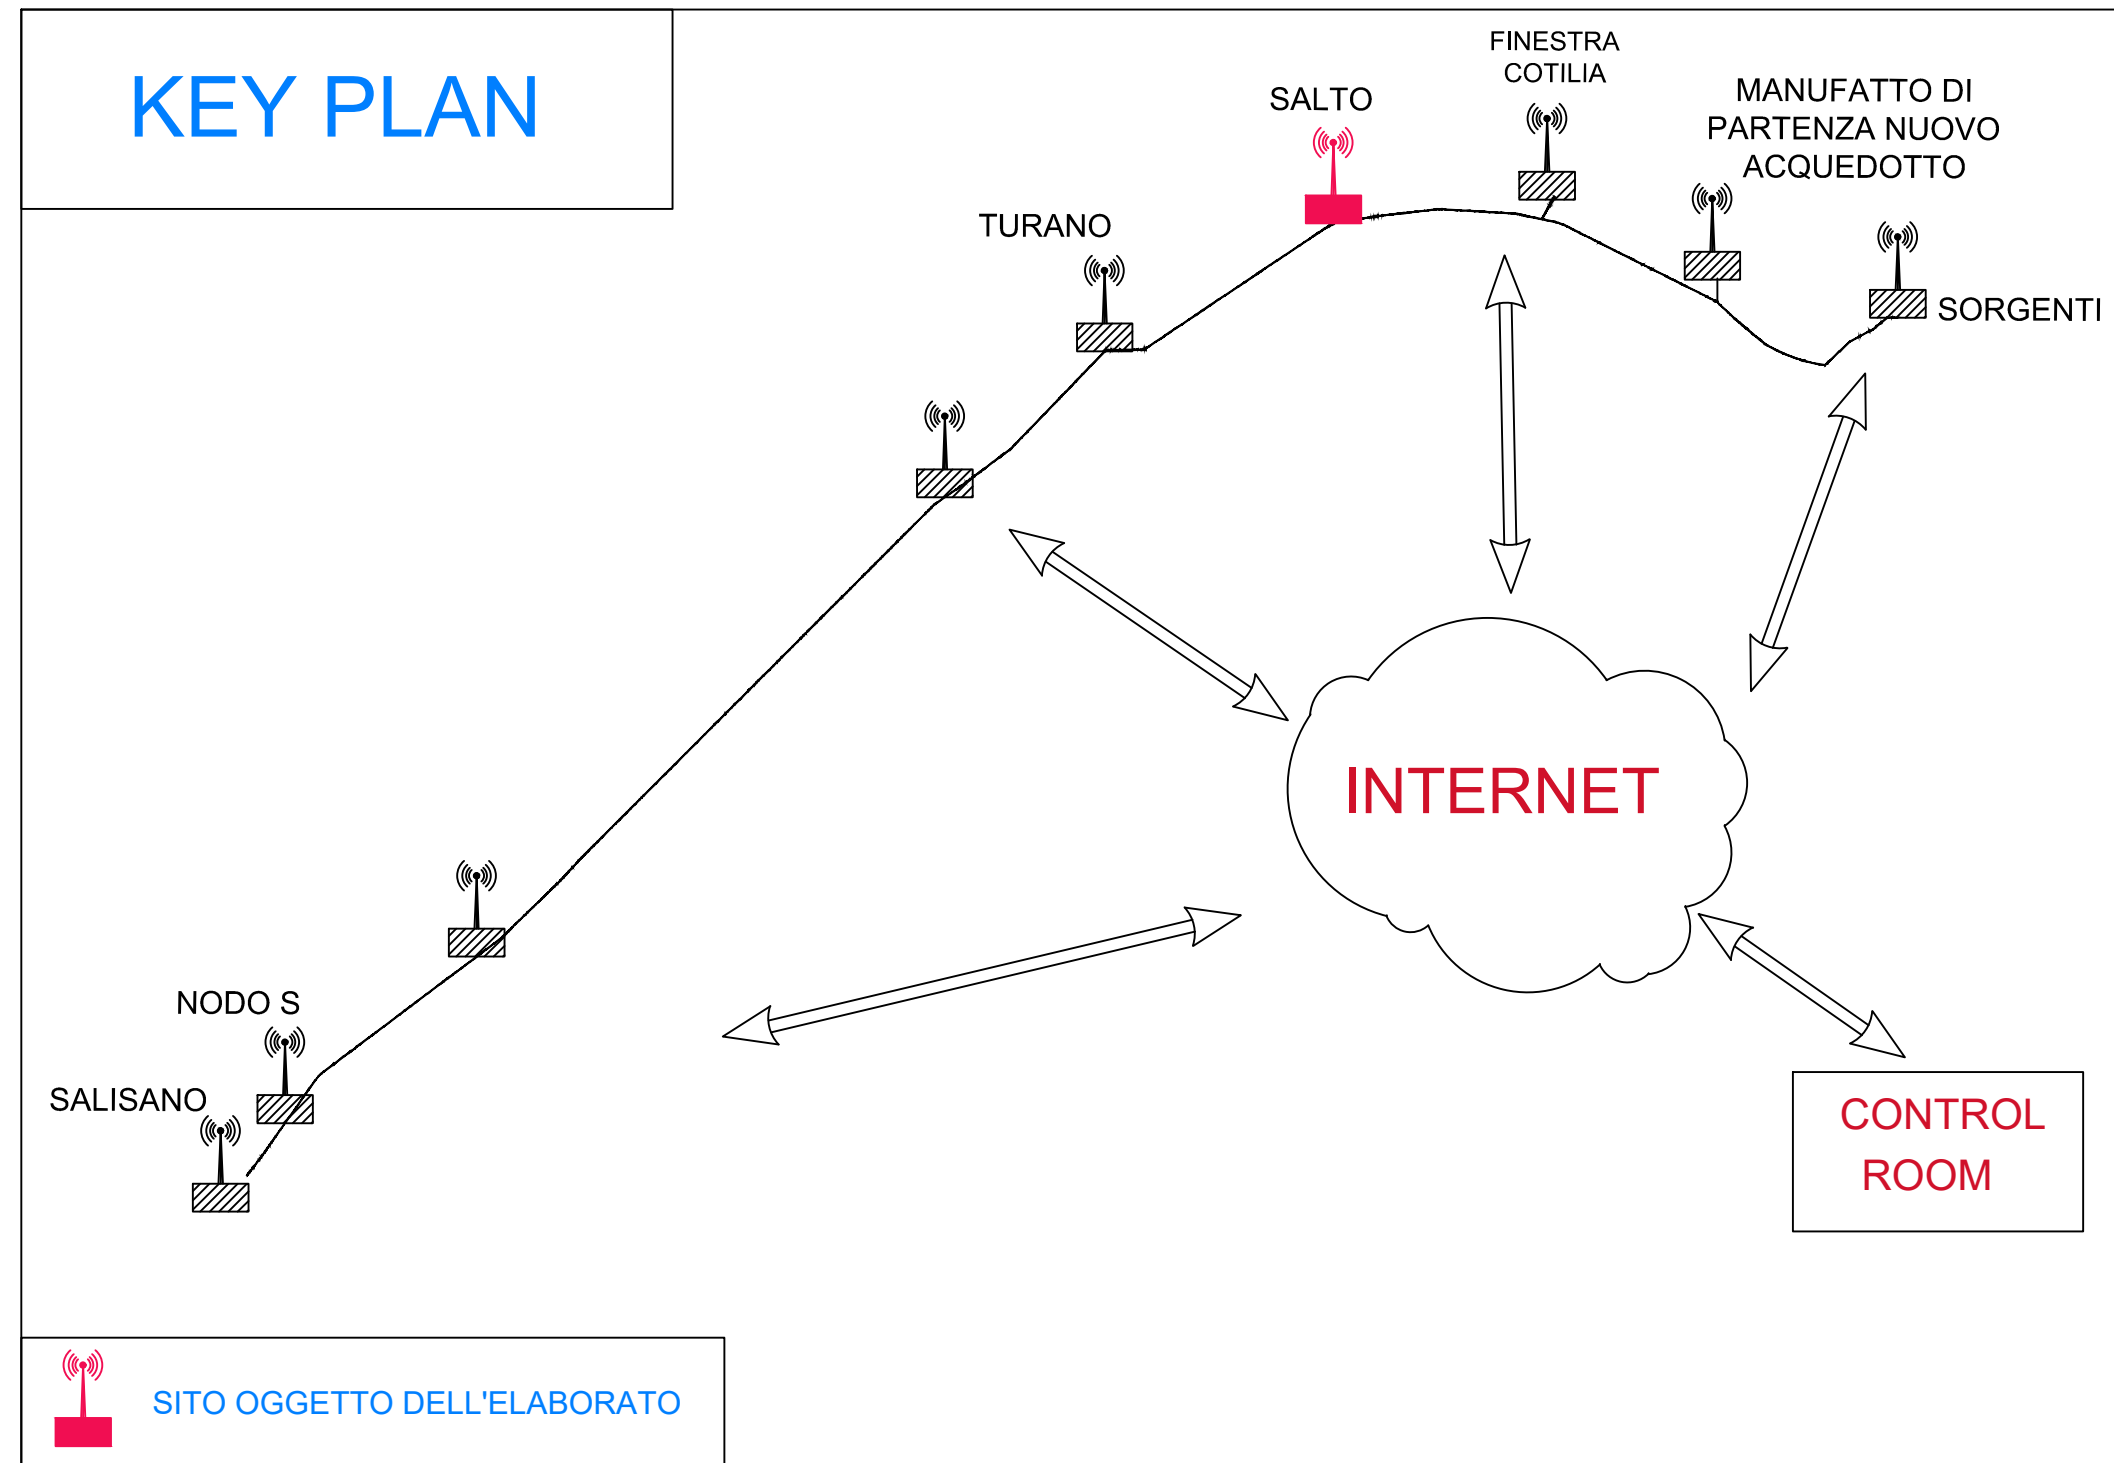 KEY PLAN
FINESTRA
COTILIA
SALTO
MANUFATTO DI
PARTENZA NUOVO
ACQUEDOTTO
TURANO
SORGENTI
INTERNET
NODO S
SALISANO
CONTROL
ROOM
SITO OGGETTO DELL'ELABORATO